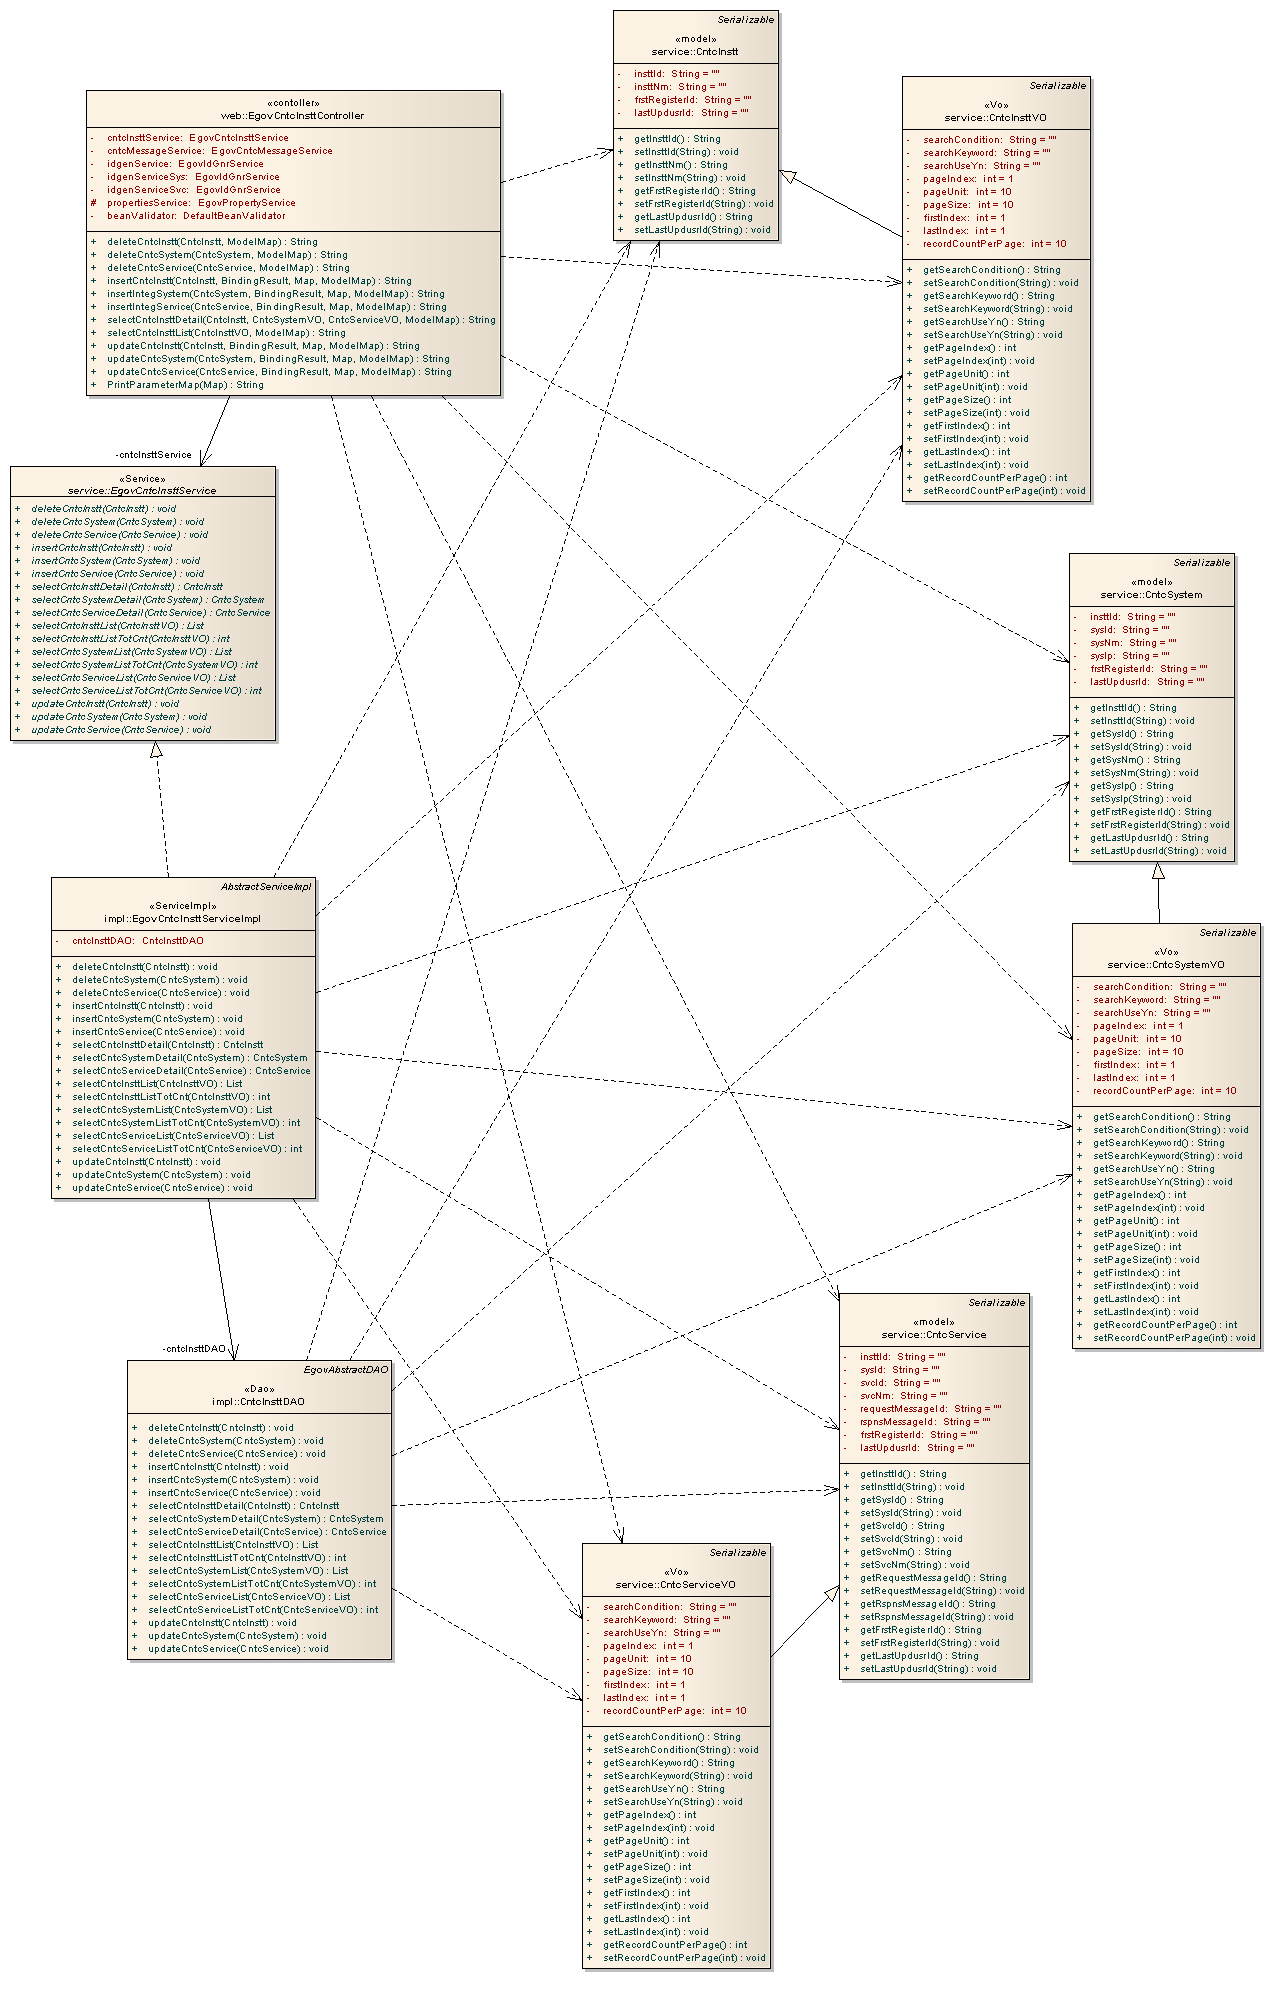 Serializable
«model»
service::CntcInstt
- insttId: String = ""
- insttNm: String = ""
- frstRegisterId: String = ""
- lastUpdusrId: String = ""
+ getInsttId() : String
+ setInsttId(String) : void
+ getInsttNm() : String
+ setInsttNm(String) : void
+ getFrstRegisterId() : String
+ setFrstRegisterId(String) : void
+ getLastUpdusrId() : String
+ setLastUpdusrId(String) : void
«contoller»
web::EgovCntcInsttController
- cntcInsttService: EgovCntcInsttService
- cntcMessageService: EgovCntcMessageService
- idgenService: EgovIdGnrService
- idgenServiceSys: EgovIdGnrService
- idgenServiceSvc: EgovIdGnrService
# propertiesService: EgovPropertyService
- beanValidator: DefaultBeanValidator
+ deleteCntcInstt(CntcInstt, ModelMap) : String
+ deleteCntcSystem(CntcSystem, ModelMap) : String
+ deleteCntcService(CntcService, ModelMap) : String
+ insertCntcInstt(CntcInstt, BindingResult, Map, ModelMap) : String
+ insertIntegSystem(CntcSystem, BindingResult, Map, ModelMap) : String
+ insertIntegService(CntcService, BindingResult, Map, ModelMap) : String
+ selectCntcInsttDetail(CntcInstt, CntcSystemVO, CntcServiceVO, ModelMap) : String
+ selectCntcInsttList(CntcInsttVO, ModelMap) : String
+ updateCntcInstt(CntcInstt, BindingResult, Map, ModelMap) : String
+ updateCntcSystem(CntcSystem, BindingResult, Map, ModelMap) : String
+ updateCntcService(CntcService, BindingResult, Map, ModelMap) : String
+ PrintParameterMap(Map) : String
Serializable
«Vo»
service::CntcInsttVO
- searchCondition: String = ""
- searchKeyword: String = ""
- searchUseYn: String = ""
- pageIndex: int = 1
- pageUnit: int = 10
- pageSize: int = 10
- firstIndex: int = 1
- lastIndex: int = 1
- recordCountPerPage: int = 10
+ getSearchCondition() : String
+ setSearchCondition(String) : void
+ getSearchKeyword() : String
+ setSearchKeyword(String) : void
+ getSearchUseYn() : String
+ setSearchUseYn(String) : void
+ getPageIndex() : int
+ setPageIndex(int) : void
+ getPageUnit() : int
+ setPageUnit(int) : void
+ getPageSize() : int
+ setPageSize(int) : void
+ getFirstIndex() : int
+ setFirstIndex(int) : void
+ getLastIndex() : int
+ setLastIndex(int) : void
+ getRecordCountPerPage() : int
+ setRecordCountPerPage(int) : void
-cntcInsttService
«Service»
service::EgovCntcInsttService
+ deleteCntcInstt(CntcInstt) : void
+ deleteCntcSystem(CntcSystem) : void
+ deleteCntcService(CntcService) : void
+ insertCntcInstt(CntcInstt) : void
+ insertCntcSystem(CntcSystem) : void
+ insertCntcService(CntcService) : void
+ selectCntcInsttDetail(CntcInstt) : CntcInstt
+ selectCntcSystemDetail(CntcSystem) : CntcSystem
+ selectCntcServiceDetail(CntcService) : CntcService
+ selectCntcInsttList(CntcInsttVO) : List
+ selectCntcInsttListTotCnt(CntcInsttVO) : int
+ selectCntcSystemList(CntcSystemVO) : List
+ selectCntcSystemListTotCnt(CntcSystemVO) : int
+ selectCntcServiceList(CntcServiceVO) : List
+ selectCntcServiceListTotCnt(CntcServiceVO) : int
+ updateCntcInstt(CntcInstt) : void
+ updateCntcSystem(CntcSystem) : void
+ updateCntcService(CntcService) : void
Serializable
«model»
service::CntcSystem
- insttId: String = ""
- sysId: String = ""
- sysNm: String = ""
- sysIp: String = ""
- frstRegisterId: String = ""
- lastUpdusrId: String = ""
+ getInsttId() : String
+ setInsttId(String) : void
+ getSysId() : String
+ setSysId(String) : void
+ getSysNm() : String
+ setSysNm(String) : void
+ getSysIp() : String
+ setSysIp(String) : void
+ getFrstRegisterId() : String
+ setFrstRegisterId(String) : void
+ getLastUpdusrId() : String
+ setLastUpdusrId(String) : void
AbstractServiceImpl
«ServiceImpl»
impl::EgovCntcInsttServiceImpl
- cntcInsttDAO: CntcInsttDAO
+ deleteCntcInstt(CntcInstt) : void
+ deleteCntcSystem(CntcSystem) : void
+ deleteCntcService(CntcService) : void
+ insertCntcInstt(CntcInstt) : void
+ insertCntcSystem(CntcSystem) : void
+ insertCntcService(CntcService) : void
+ selectCntcInsttDetail(CntcInstt) : CntcInstt
+ selectCntcSystemDetail(CntcSystem) : CntcSystem
+ selectCntcServiceDetail(CntcService) : CntcService
+ selectCntcInsttList(CntcInsttVO) : List
+ selectCntcInsttListTotCnt(CntcInsttVO) : int
+ selectCntcSystemList(CntcSystemVO) : List
+ selectCntcSystemListTotCnt(CntcSystemVO) : int
+ selectCntcServiceList(CntcServiceVO) : List
+ selectCntcServiceListTotCnt(CntcServiceVO) : int
+ updateCntcInstt(CntcInstt) : void
+ updateCntcSystem(CntcSystem) : void
+ updateCntcService(CntcService) : void
Serializable
«Vo»
service::CntcSystemVO
- searchCondition: String = ""
- searchKeyword: String = ""
- searchUseYn: String = ""
- pageIndex: int = 1
- pageUnit: int = 10
- pageSize: int = 10
- firstIndex: int = 1
- lastIndex: int = 1
- recordCountPerPage: int = 10
+ getSearchCondition() : String
+ setSearchCondition(String) : void
+ getSearchKeyword() : String
+ setSearchKeyword(String) : void
+ getSearchUseYn() : String
+ setSearchUseYn(String) : void
+ getPageIndex() : int
+ setPageIndex(int) : void
+ getPageUnit() : int
+ setPageUnit(int) : void
+ getPageSize() : int
+ setPageSize(int) : void
+ getFirstIndex() : int
+ setFirstIndex(int) : void
+ getLastIndex() : int
+ setLastIndex(int) : void
+ getRecordCountPerPage() : int
+ setRecordCountPerPage(int) : void
-cntcInsttDAO
EgovAbstractDAO
«Dao»
impl::CntcInsttDAO
+ deleteCntcInstt(CntcInstt) : void
+ deleteCntcSystem(CntcSystem) : void
+ deleteCntcService(CntcService) : void
+ insertCntcInstt(CntcInstt) : void
+ insertCntcSystem(CntcSystem) : void
+ insertCntcService(CntcService) : void
+ selectCntcInsttDetail(CntcInstt) : CntcInstt
+ selectCntcSystemDetail(CntcSystem) : CntcSystem
+ selectCntcServiceDetail(CntcService) : CntcService
+ selectCntcInsttList(CntcInsttVO) : List
+ selectCntcInsttListTotCnt(CntcInsttVO) : int
+ selectCntcSystemList(CntcSystemVO) : List
+ selectCntcSystemListTotCnt(CntcSystemVO) : int
+ selectCntcServiceList(CntcServiceVO) : List
+ selectCntcServiceListTotCnt(CntcServiceVO) : int
+ updateCntcInstt(CntcInstt) : void
+ updateCntcSystem(CntcSystem) : void
+ updateCntcService(CntcService) : void
Serializable
«model»
service::CntcService
- insttId: String = ""
- sysId: String = ""
- svcId: String = ""
- svcNm: String = ""
- requestMessageId: String = ""
- rspnsMessageId: String = ""
- frstRegisterId: String = ""
- lastUpdusrId: String = ""
+ getInsttId() : String
+ setInsttId(String) : void
+ getSysId() : String
+ setSysId(String) : void
+ getSvcId() : String
+ setSvcId(String) : void
+ getSvcNm() : String
+ setSvcNm(String) : void
+ getRequestMessageId() : String
+ setRequestMessageId(String) : void
+ getRspnsMessageId() : String
+ setRspnsMessageId(String) : void
+ getFrstRegisterId() : String
+ setFrstRegisterId(String) : void
+ getLastUpdusrId() : String
+ setLastUpdusrId(String) : void
Serializable
«Vo»
service::CntcServiceVO
- searchCondition: String = ""
- searchKeyword: String = ""
- searchUseYn: String = ""
- pageIndex: int = 1
- pageUnit: int = 10
- pageSize: int = 10
- firstIndex: int = 1
- lastIndex: int = 1
- recordCountPerPage: int = 10
+ getSearchCondition() : String
+ setSearchCondition(String) : void
+ getSearchKeyword() : String
+ setSearchKeyword(String) : void
+ getSearchUseYn() : String
+ setSearchUseYn(String) : void
+ getPageIndex() : int
+ setPageIndex(int) : void
+ getPageUnit() : int
+ setPageUnit(int) : void
+ getPageSize() : int
+ setPageSize(int) : void
+ getFirstIndex() : int
+ setFirstIndex(int) : void
+ getLastIndex() : int
+ setLastIndex(int) : void
+ getRecordCountPerPage() : int
+ setRecordCountPerPage(int) : void